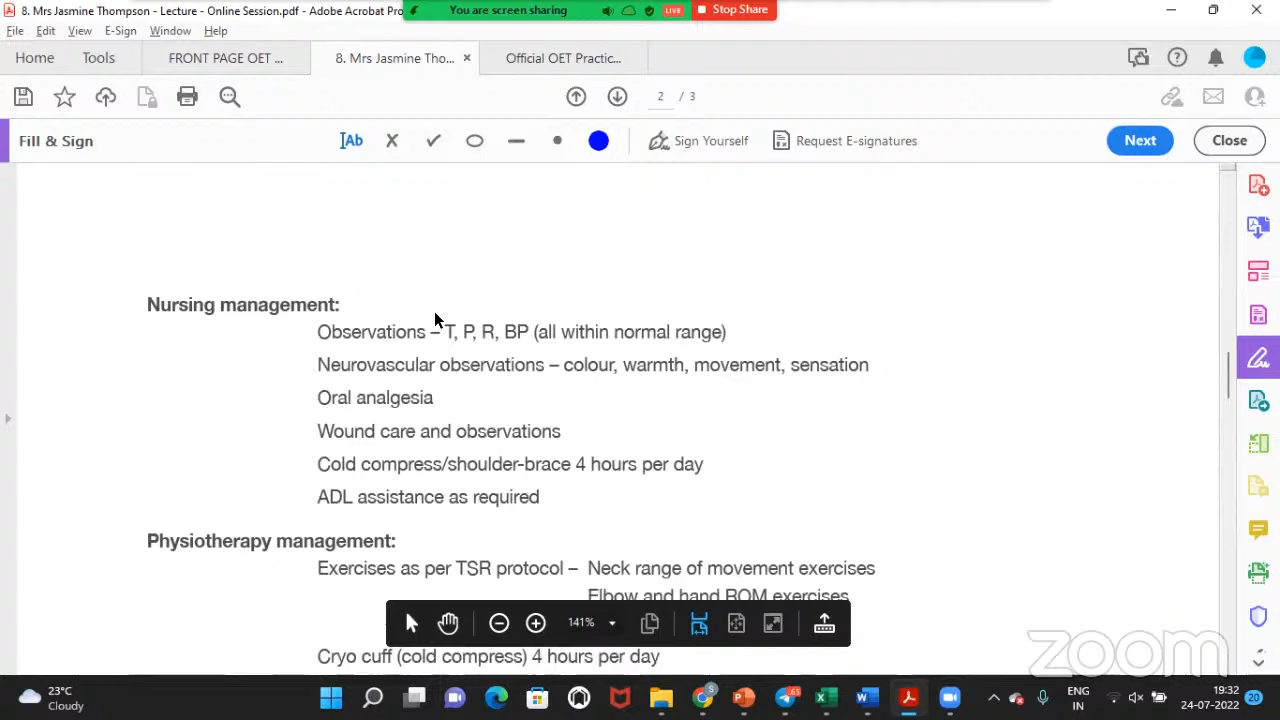 8. Mrs Jasmine Thompson - Lecture - Online Session.pdf - Adobe Acrobat Pro
You are screen sharing
LIVE
Stop Share
File Edit View E-Sign Window Help
Home Tools FRONT PAGE OET ... 8. Mrs Jasmine Tho... × Official OET Practic...
2 / 3
Fill & Sign
Ab
Sign Yourself
Request E-signatures
Next
Close
Nursing management:
Observations – T, P, R, BP (all within normal range)
Neurovascular observations – colour, warmth, movement, sensation
Oral analgesia
Wound care and observations
Cold compress/shoulder-brace 4 hours per day
ADL assistance as required
Physiotherapy management:
Exercises as per TSR protocol – Neck range of movement exercises
Elbow and hand ROM exercises
141%
Cryo cuff (cold compress) 4 hours per day
zoom
23°C
Cloudy
ENG
IN
19:32
24-07-2022
20